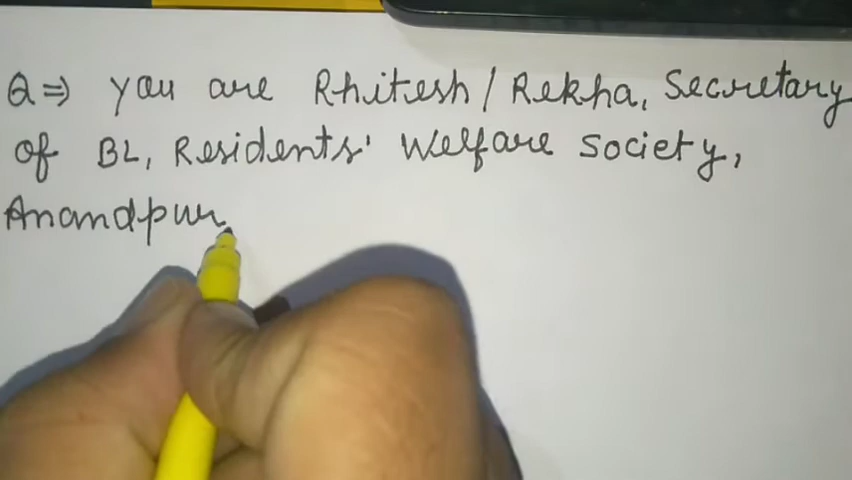 Q⇒ you are Rhitesh/Rekha, Secretary
of BL, Residents' Welfare Society,
Anandpur